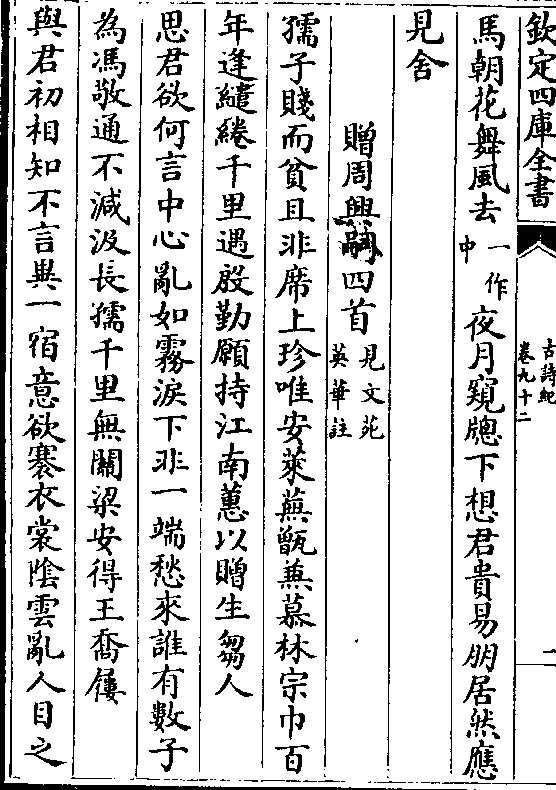 欽定四庫全書
古詩紀
卷九十二
一
馬朝花舞風去一作中夜月窺牕下想君貴易朋居然應
見舍
贈周興嗣四首見文苑英華註
孺子賤而貧且非席上珍唯安萊蕪甑兼慕林宗巾百
年逢繾綣千里遇殷勤願持江南蕙以贈生芻人
思君欲何言中心亂如霧淚下非一端愁來誰有數子
為馮敬通不減汲長孺千里無關梁安得王喬屨
與君初相知不言異一宿意欲褰衣裳陰雲亂人目之